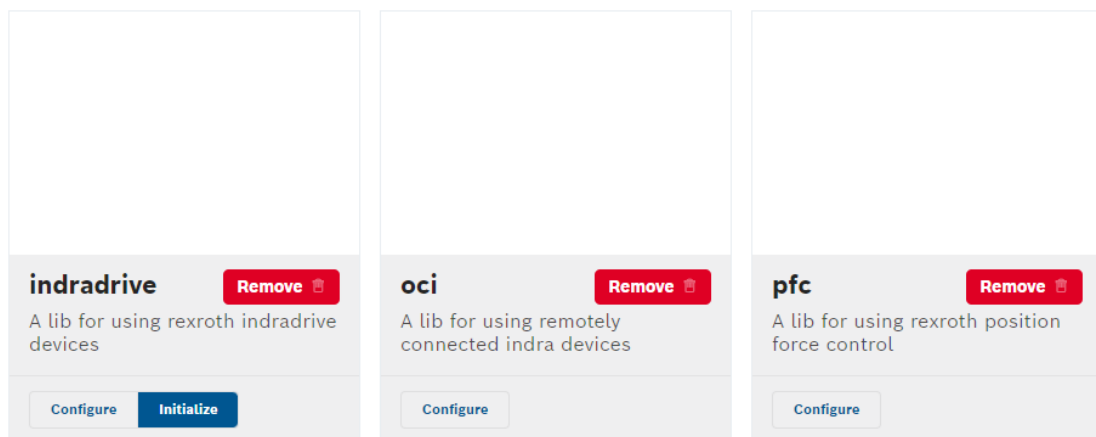 indradrive
Remove
A lib for using rexroth indradrive
devices
Configure
Initialize
oci
Remove
A lib for using remotely
connected indra devices
Configure
pfc
Remove
A lib for using rexroth position
force control
Configure